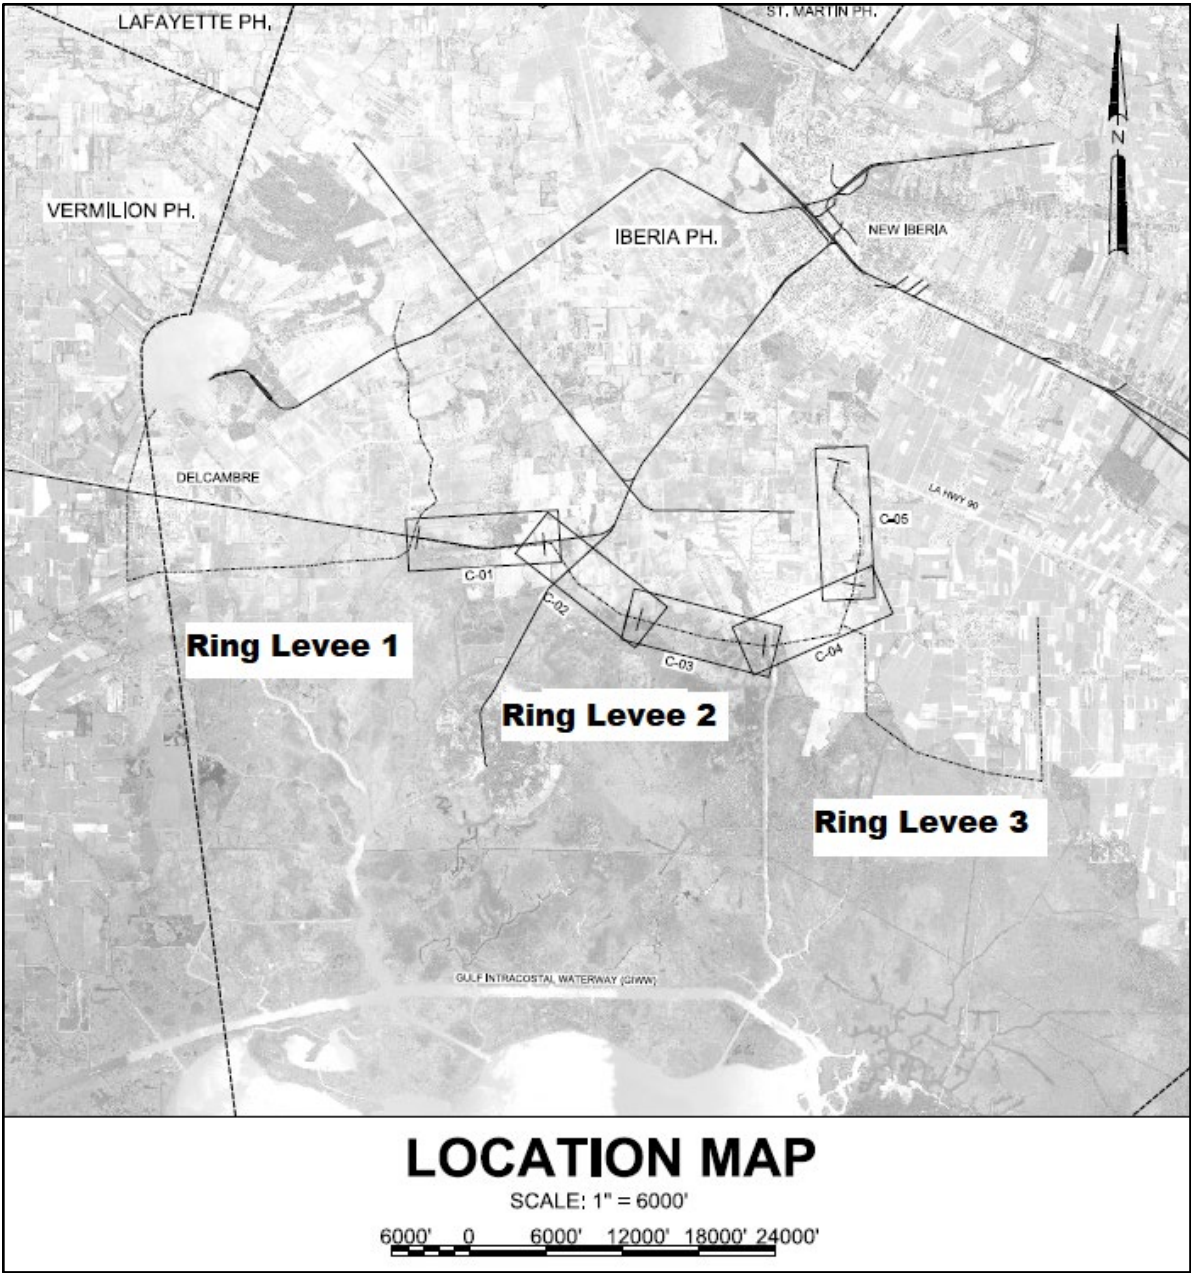 LAFAYETTE PH.
ST. MARTIN PH.
N
VERMILION PH.
IBERIA PH.
NEW IBERIA
DELCAMBRE
LA HWY 90
C-05
C-01
C-02
C-03
C-04
Ring Levee 1
Ring Levee 2
Ring Levee 3
GULF INTRACOSTAL WATERWAY (GIWW)
LOCATION MAP
SCALE: 1" = 6000'
6000' 0 6000' 12000' 18000' 24000'